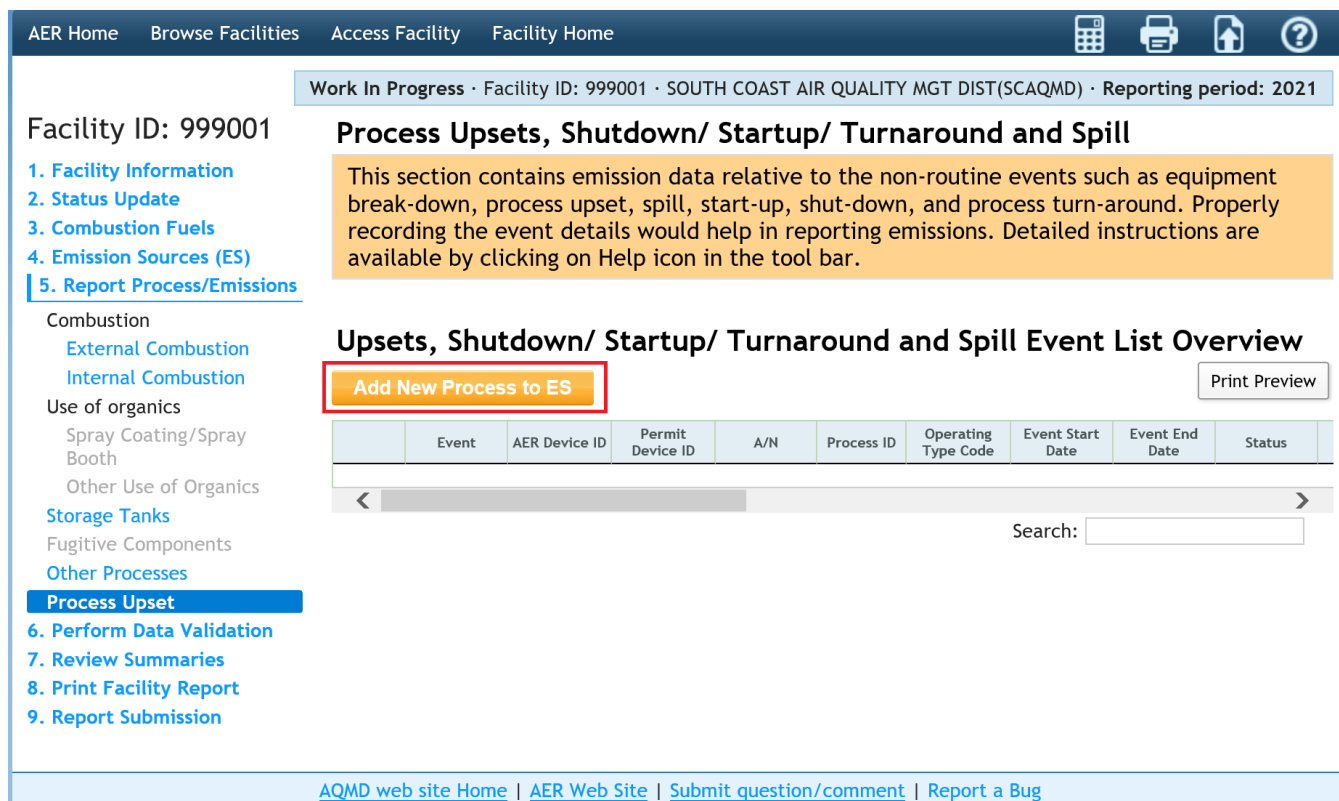 AER Home Browse Facilities Access Facility Facility Home
Work In Progress · Facility ID: 999001 · SOUTH COAST AIR QUALITY MGT DIST(SCAQMD) · Reporting period: 2021
Facility ID: 999001
1. Facility Information
2. Status Update
3. Combustion Fuels
4. Emission Sources (ES)
5. Report Process/Emissions
Combustion
External Combustion
Internal Combustion
Use of organics
Spray Coating/Spray
Booth
Other Use of Organics
Storage Tanks
Fugitive Components
Other Processes
Process Upset
6. Perform Data Validation
7. Review Summaries
8. Print Facility Report
9. Report Submission
Process Upsets, Shutdown/ Startup/ Turnaround and Spill
This section contains emission data relative to the non-routine events such as equipment
break-down, process upset, spill, start-up, shut-down, and process turn-around. Properly
recording the event details would help in reporting emissions. Detailed instructions are
available by clicking on Help icon in the tool bar.
Upsets, Shutdown/ Startup/ Turnaround and Spill Event List Overview
Add New Process to ES
Print Preview
Event AER Device ID Permit Device ID A/N Process ID Operating Type Code Event Start Date Event End Date Status
Search:
AQMD web site Home | AER Web Site | Submit question/comment | Report a Bug